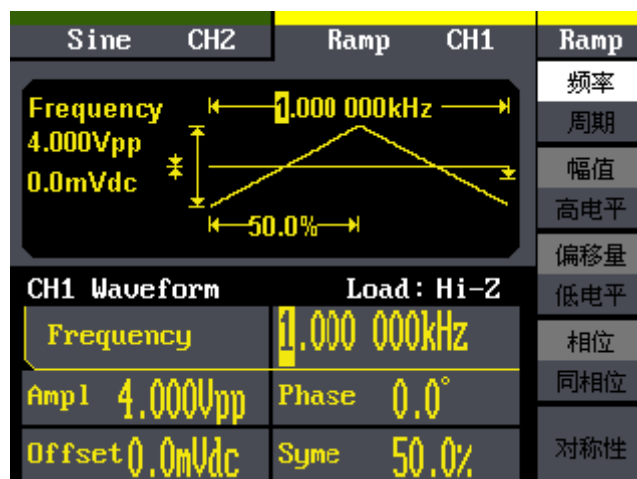 Sine CH2 Ramp CH1 Ramp
Frequency 1.000 000kHz
4.000Vpp
0.0mVdc
50.0%
CH1 Waveform Load: Hi-Z
Frequency 1.000 000kHz
Ampl 4.000Vpp Phase 0.0°
Offset 0.0mVdc Syme 50.0%
频率
周期
幅值
高电平
偏移量
低电平
相位
同相位
对称性